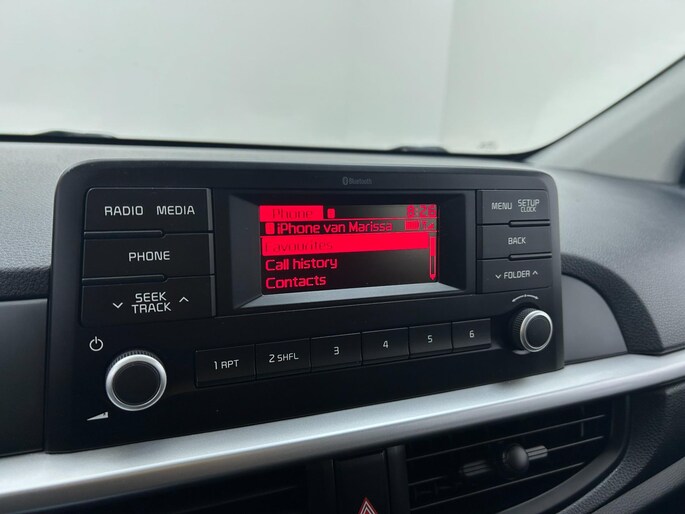 Bluetooth
RADIO MEDIA
PHONE
SEEK
TRACK
Phone 8:26
iPhone van Marissa
Favourites
Call history
Contacts
MENU SETUP
CLOCK
BACK
FOLDER
1 RPT 2 SHFL 3 4 5 6